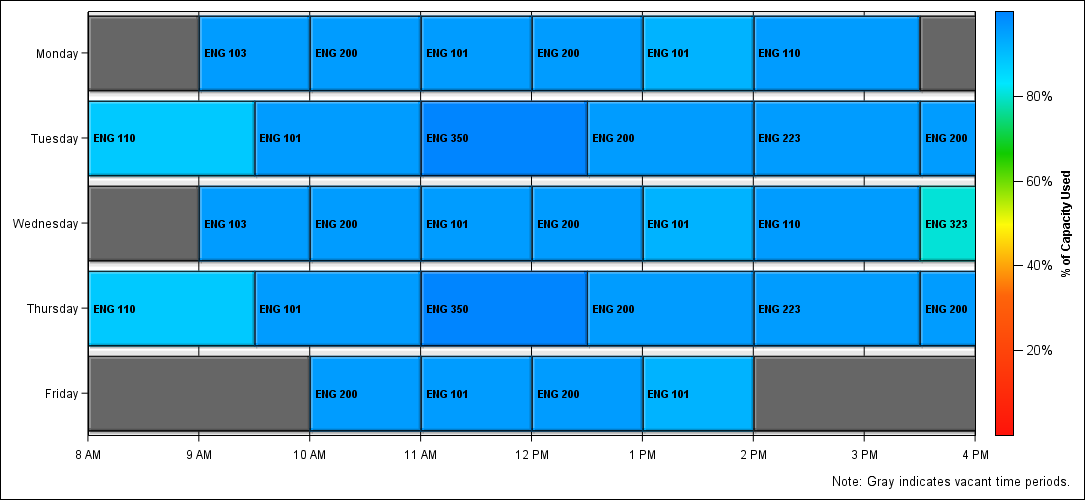 Monday
ENG 103
ENG 200
ENG 101
ENG 200
ENG 101
ENG 110
Tuesday
ENG 110
ENG 101
ENG 350
ENG 200
ENG 223
ENG 200
Wednesday
ENG 103
ENG 200
ENG 101
ENG 200
ENG 101
ENG 110
ENG 323
Thursday
ENG 110
ENG 101
ENG 350
ENG 200
ENG 223
ENG 200
Friday
ENG 200
ENG 101
ENG 200
ENG 101
8 AM
9 AM
10 AM
11 AM
12 PM
1 PM
2 PM
3 PM
4 PM
80%
60%
40%
20%
% of Capacity Used
Note: Gray indicates vacant time periods.